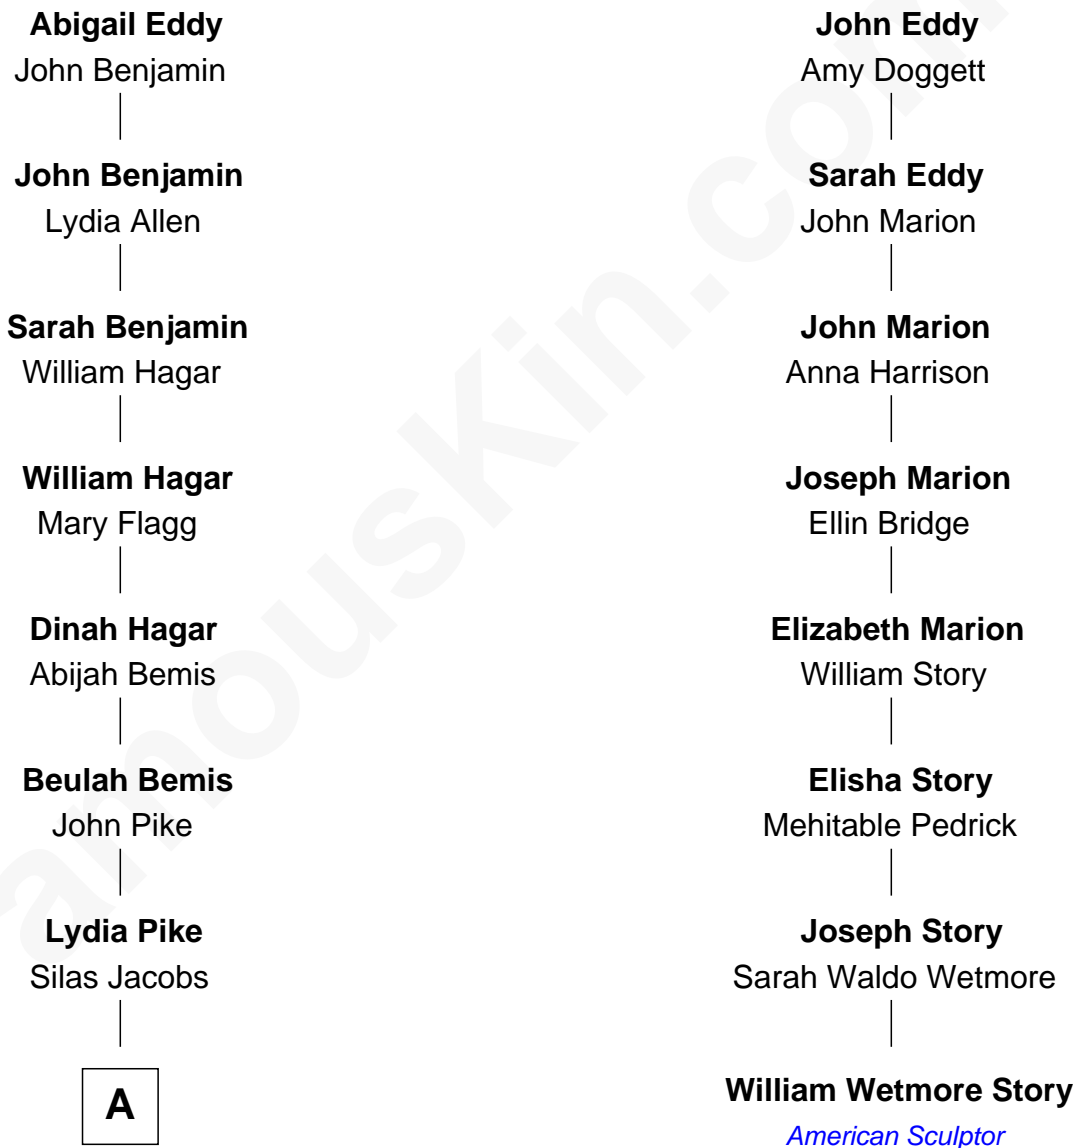 Abigail Eddy
John Benjamin
John Benjamin
Lydia Allen
Sarah Benjamin
William Hagar
William Hagar
Mary Flagg
Dinah Hagar
Abijah Bemis
Beulah Bemis
John Pike
Lydia Pike
Silas Jacobs
A
John Eddy
Amy Doggett
Sarah Eddy
John Marion
John Marion
Anna Harrison
Joseph Marion
Ellin Bridge
Elizabeth Marion
William Story
Elisha Story
Mehitable Pedrick
Joseph Story
Sarah Waldo Wetmore
William Wetmore Story
American Sculptor
amouskin.com